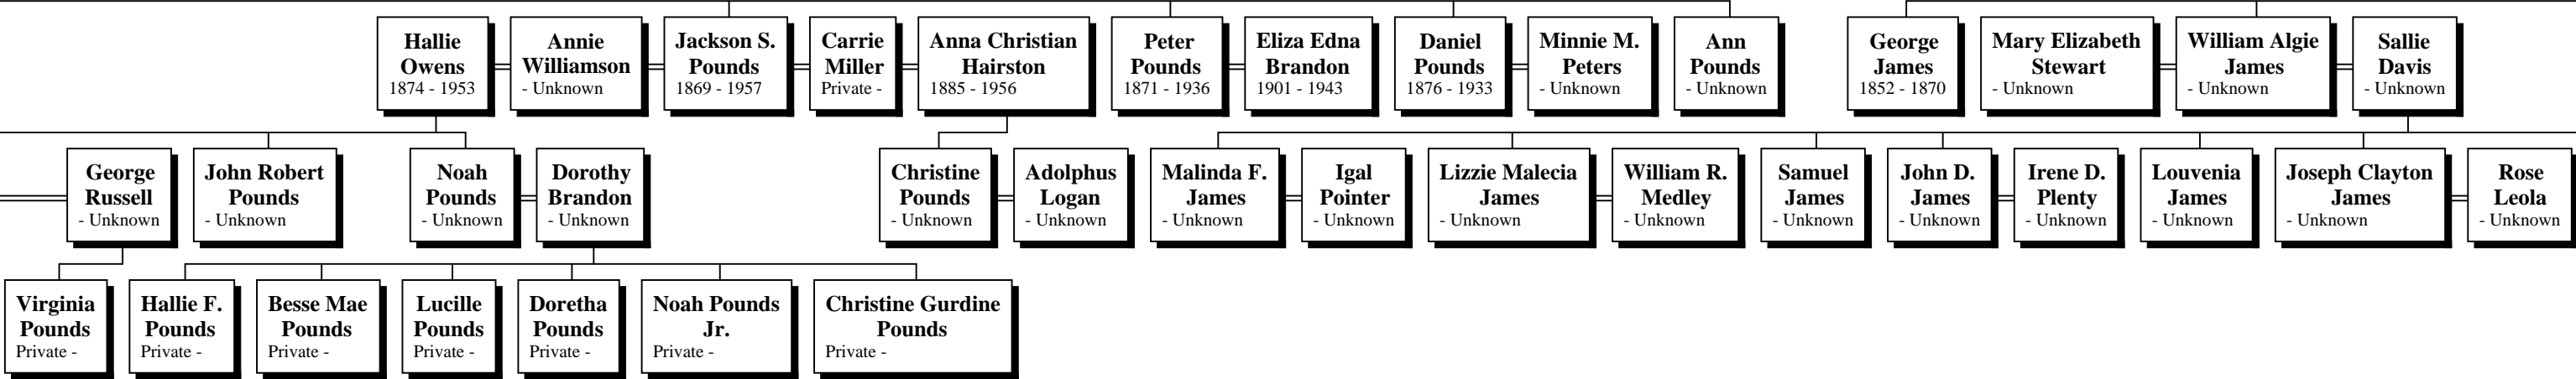 Hallie
Owens
1874 - 1953
Annie
Williamson
- Unknown
Jackson S.
Pounds
1869 - 1957
Carrie
Miller
Private -
Anna Christian
Hairston
1885 - 1956
Peter
Pounds
1871 - 1936
Eliza Edna
Brandon
1901 - 1943
Daniel
Pounds
1876 - 1933
Minnie M.
Peters
- Unknown
Ann
Pounds
- Unknown
George
James
1852 - 1870
Mary Elizabeth
Stewart
- Unknown
William Algie
James
- Unknown
Sallie
Davis
- Unknown
George
Russell
- Unknown
John Robert
Pounds
- Unknown
Noah
Pounds
- Unknown
Dorothy
Brandon
- Unknown
Christine
Pounds
- Unknown
Adolphus
Logan
- Unknown
Malinda F.
James
- Unknown
Igal
Pointer
- Unknown
Lizzie Malecia
James
- Unknown
William R.
Medley
- Unknown
Samuel
James
- Unknown
John D.
James
- Unknown
Irene D.
Plenty
- Unknown
Louvenia
James
- Unknown
Joseph Clayton
James
- Unknown
Rose
Leola
- Unknown
Virginia
Pounds
Private -
Hallie F.
Pounds
Private -
Besse Mae
Pounds
Private -
Lucille
Pounds
Private -
Doretha
Pounds
Private -
Noah Pounds
Jr.
Private -
Christine Gurdine
Pounds
Private -